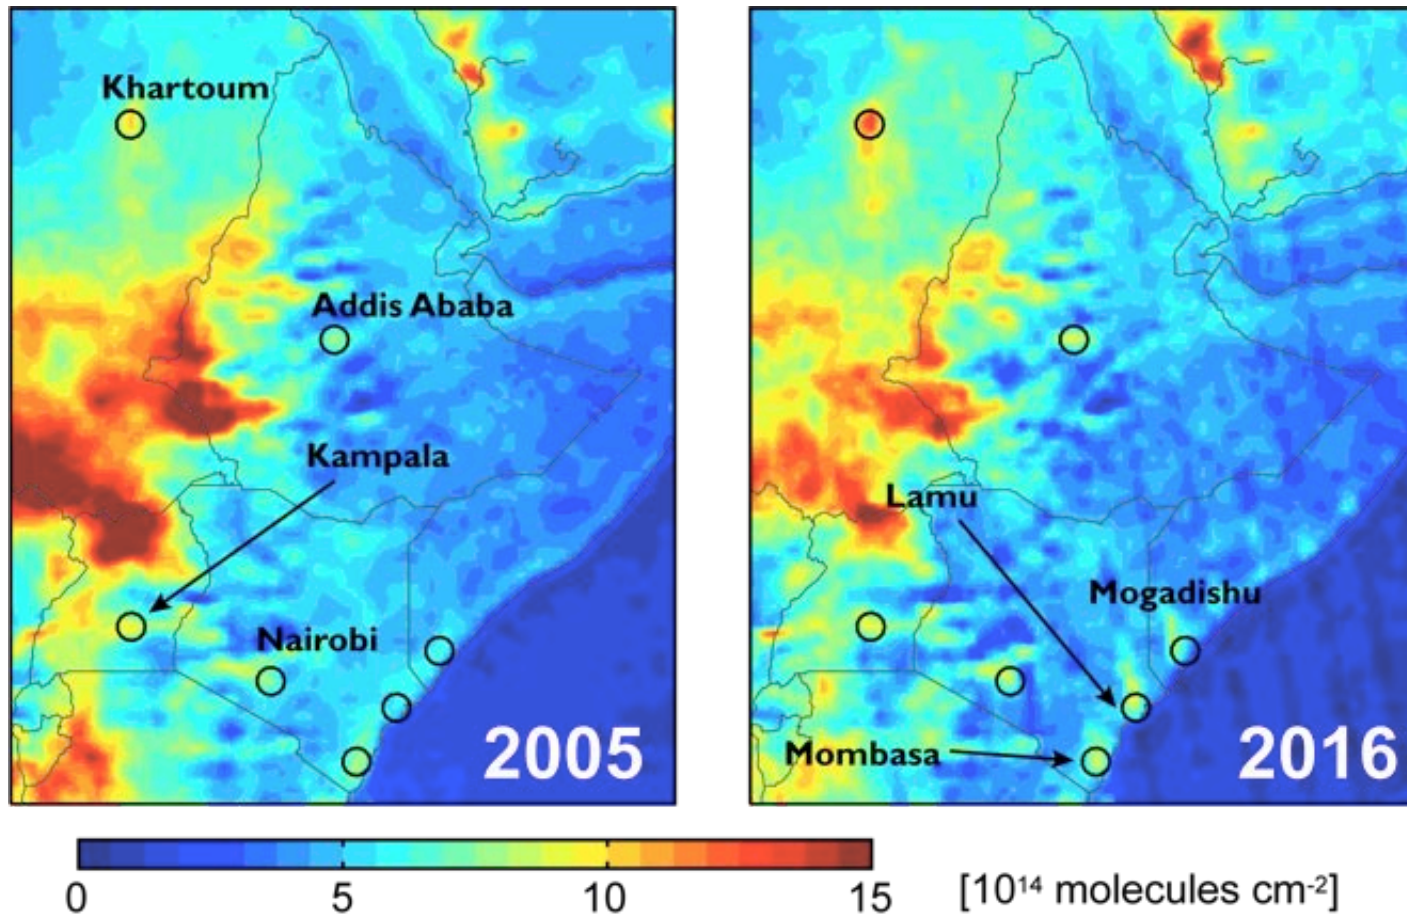 Khartoum
Addis Ababa
Kampala
Nairobi
2005
Lamu
Mogadishu
Mombasa
2016
0 5 10 15 [10¹⁴ molecules cm⁻²]